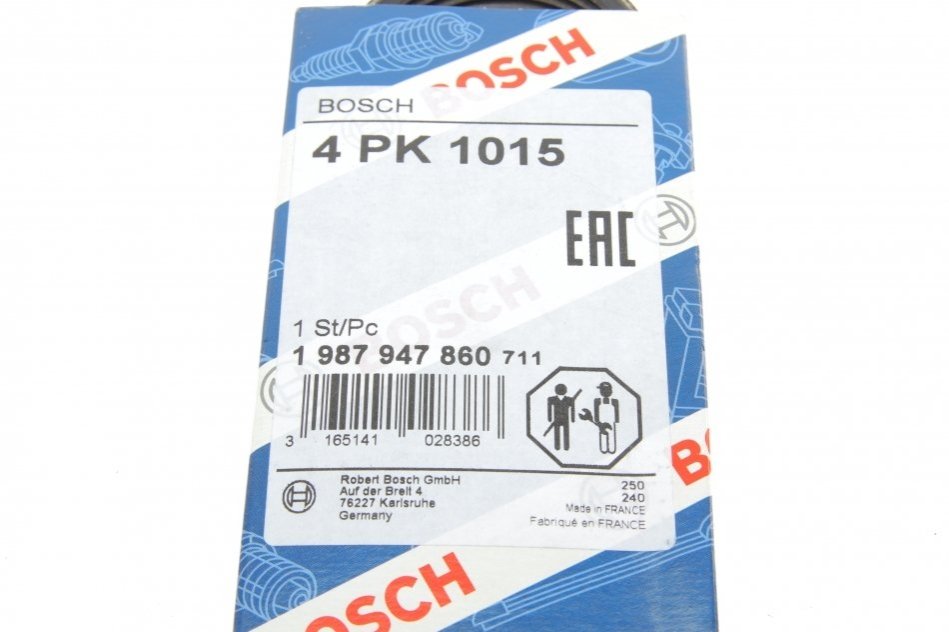 BOSCH
BOSCH
4 PK 1015
EAC
BOSCH
1 St/Pc
1 987 947 860 711
3 165141 028386
Robert Bosch GmbH
Auf der Breit 4
76227 Karlsruhe
Germany
250
240
Made in FRANCE
Fabriqué en FRANCE
B
BOSCH